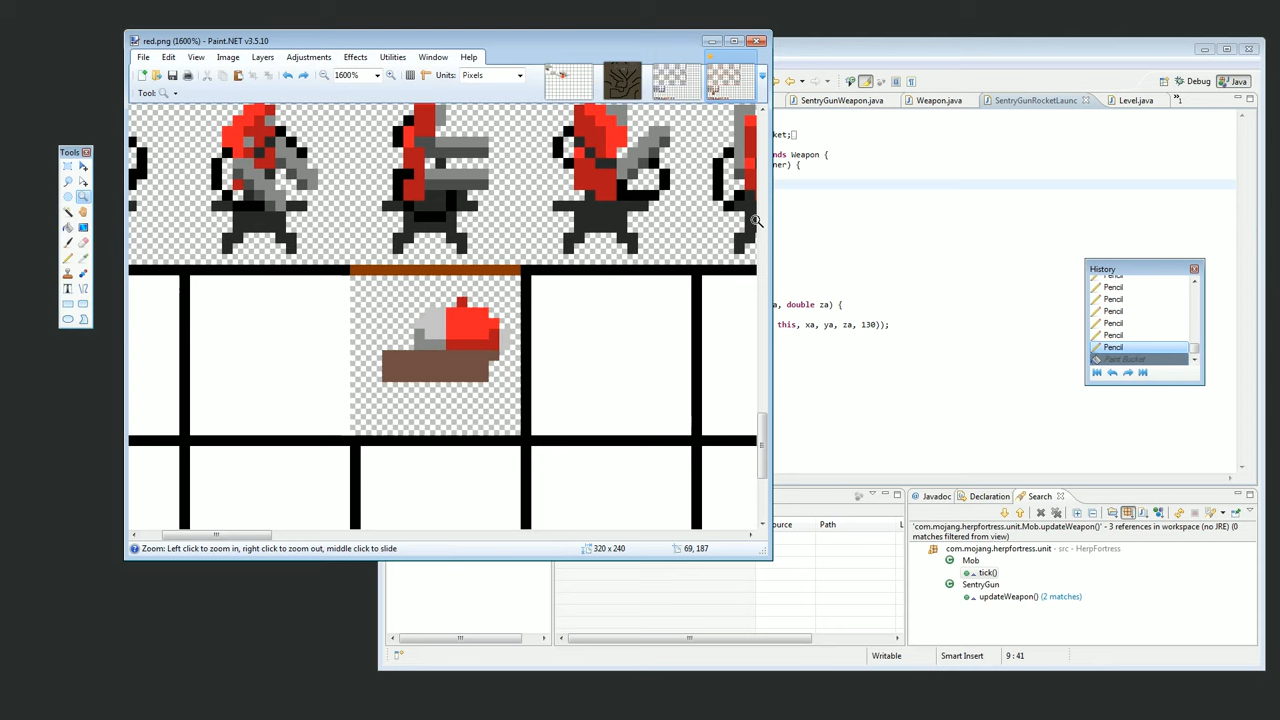 red.png (1600%) - Paint.NET v3.5.10
File Edit View Image Layers Adjustments Effects Utilities Window Help
1600% Units: Pixels
Tool:
Tools
Debug Java
SentryGunWeapon.java Weapon.java SentryGunRocketLaunc Level.java
ket;
nds Weapon {
ner) {
a, double za) {
this, xa, ya, za, 130));
History
Pencil
Pencil
Pencil
Pencil
Pencil
Pencil
Pencil
Paint Bucket
Zoom: Left click to zoom in, right click to zoom out, middle click to slide 320 x 240 69, 187
Javadoc Declaration Search
ource Path L
'com.mojang.herpfortress.unit.Mob.updateWeapon()' - 3 references in workspace (no JRE) (0
matches filtered from view)
com.mojang.herpfortress.unit - src - HerpFortress
Mob
tick()
SentryGun
updateWeapon() (2 matches)
Writable Smart Insert 9 : 41